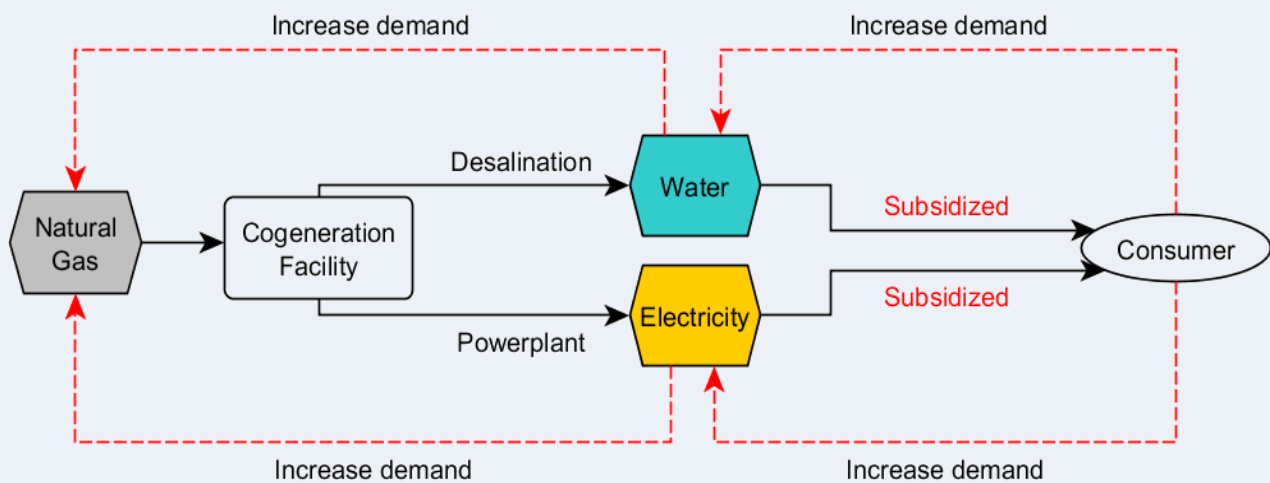 Increase demand
Increase demand
Desalination
Water
Subsidized
Natural
Gas
Cogeneration
Facility
Consumer
Subsidized
Electricity
Powerplant
Increase demand
Increase demand